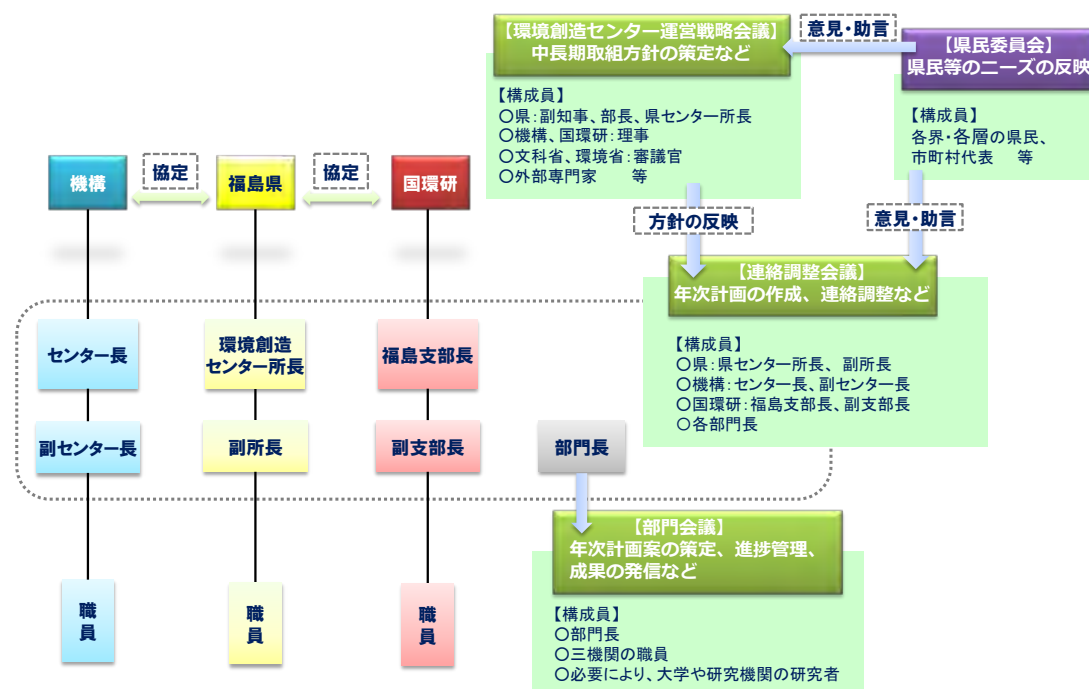 【環境創造センター運営戦略会議】
中長期取組方針の策定など
意見・助言
【県民委員会】
県民等のニーズの反映
【構成員】
○県:副知事、部長、県センター所長
○機構、国環研:理事
○文科省、環境省:審議官
○外部専門家　　等
【構成員】
各界・各層の県民、
市町村代表　等
機構
協定
福島県
協定
国環研
方針の反映
意見・助言
【連絡調整会議】
年次計画の作成、連絡調整など
【構成員】
○県:県センター所長、副所長
○機構:センター長、副センター長
○国環研:福島支部長、副支部長
○各部門長
センター長
環境創造
センター所長
福島支部長
副センター長
副所長
副支部長
部門長
【部門会議】
年次計画案の策定、進捗管理、
成果の発信など
【構成員】
○部門長
○三機関の職員
○必要により、大学や研究機関の研究者
職員
職員
職員